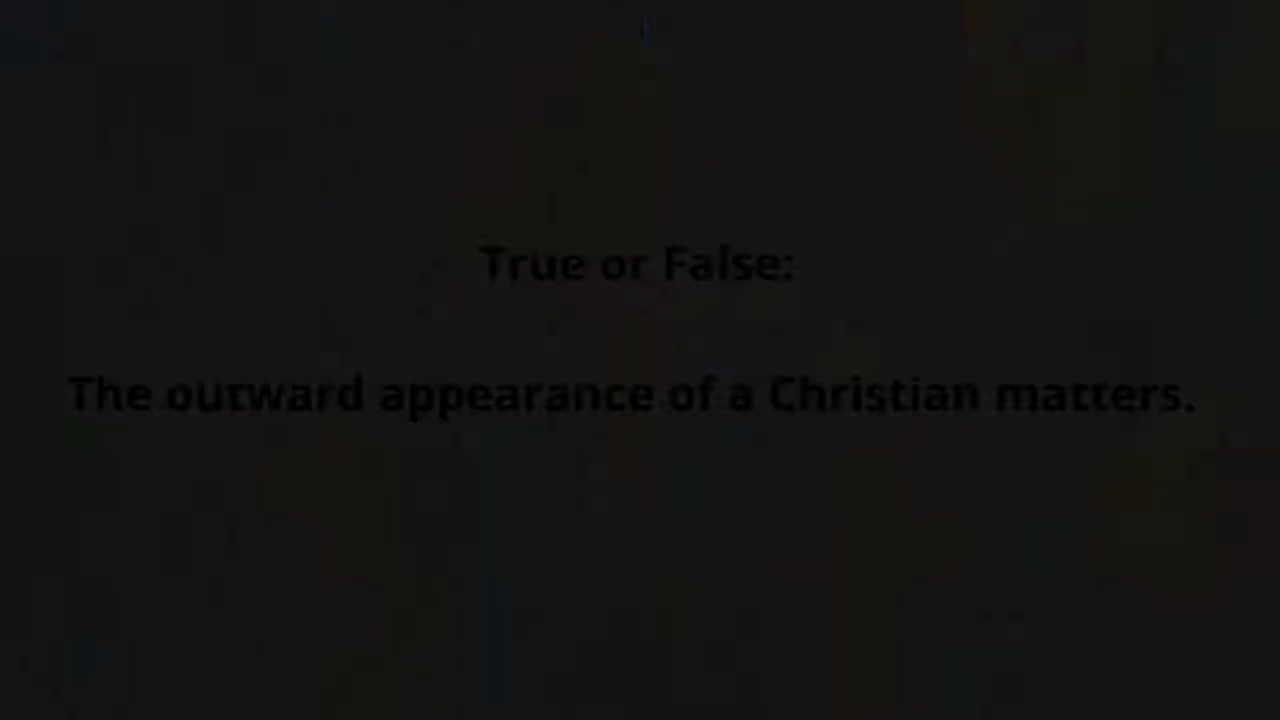 True or False:
The outward appearance of a Christian matters.